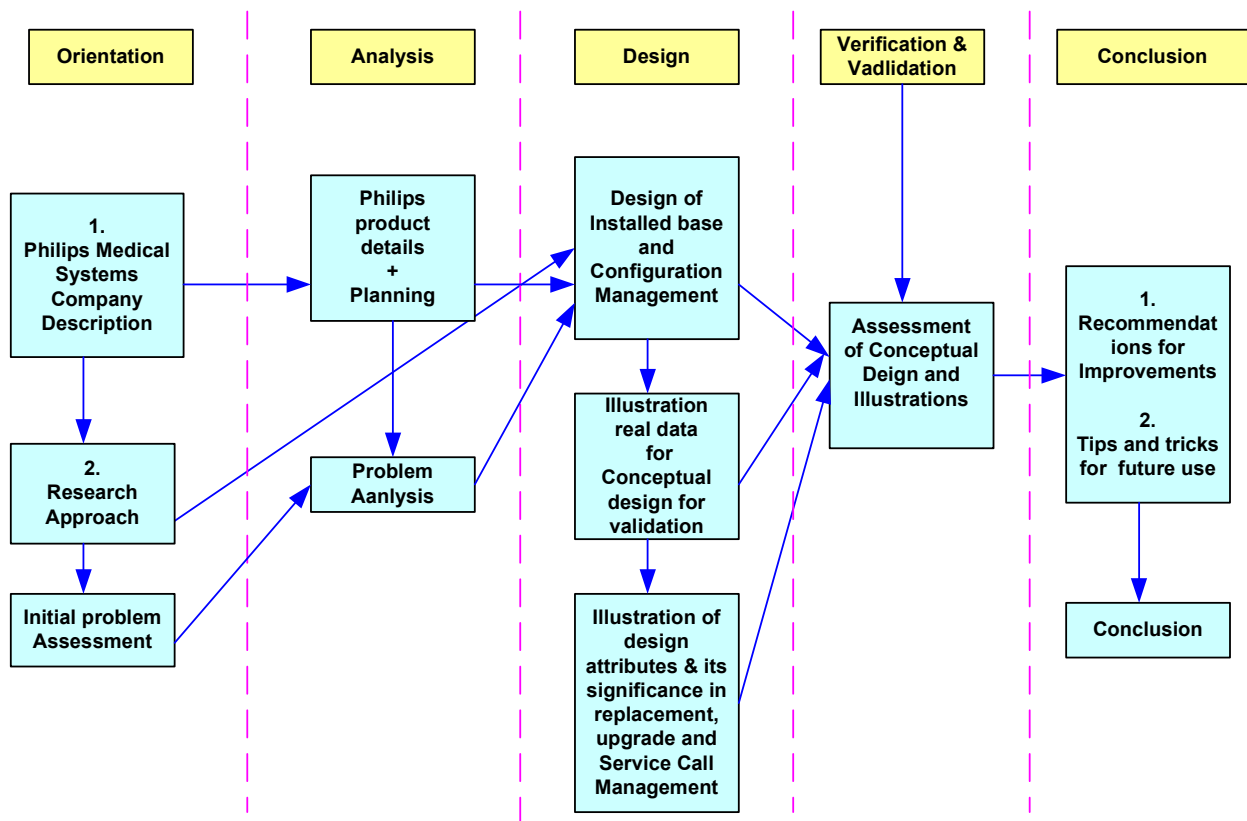 Orientation
Analysis
Design
Verification &
Vadlidation
Conclusion
1.
Philips Medical
Systems
Company
Description
2.
Research
Approach
Initial problem
Assessment
Philips
product
details
+
Planning
Problem
Aanlysis
Design of
Installed base
and
Configuration
Management
Illustration
real data
for
Conceptual
design for
validation
Illustration of
design
attributes & its
significance in
replacement,
upgrade and
Service Call
Management
Assessment
of Conceptual
Deign and
Illustrations
1.
Recommendat
ions for
Improvements
2.
Tips and tricks
for future use
Conclusion